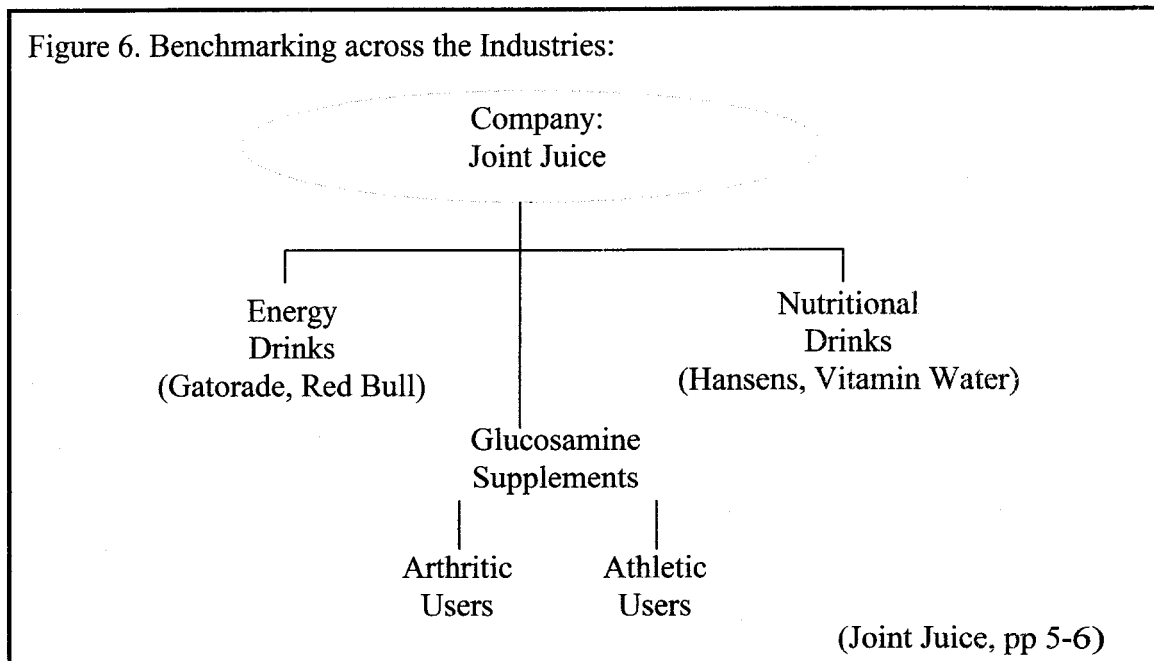 Figure 6. Benchmarking across the Industries:
Company:
Joint Juice
Energy
Drinks
(Gatorade, Red Bull)
Nutritional
Drinks
(Hansens, Vitamin Water)
Glucosamine
Supplements
Arthritic
Users
Athletic
Users
(Joint Juice, pp 5-6)